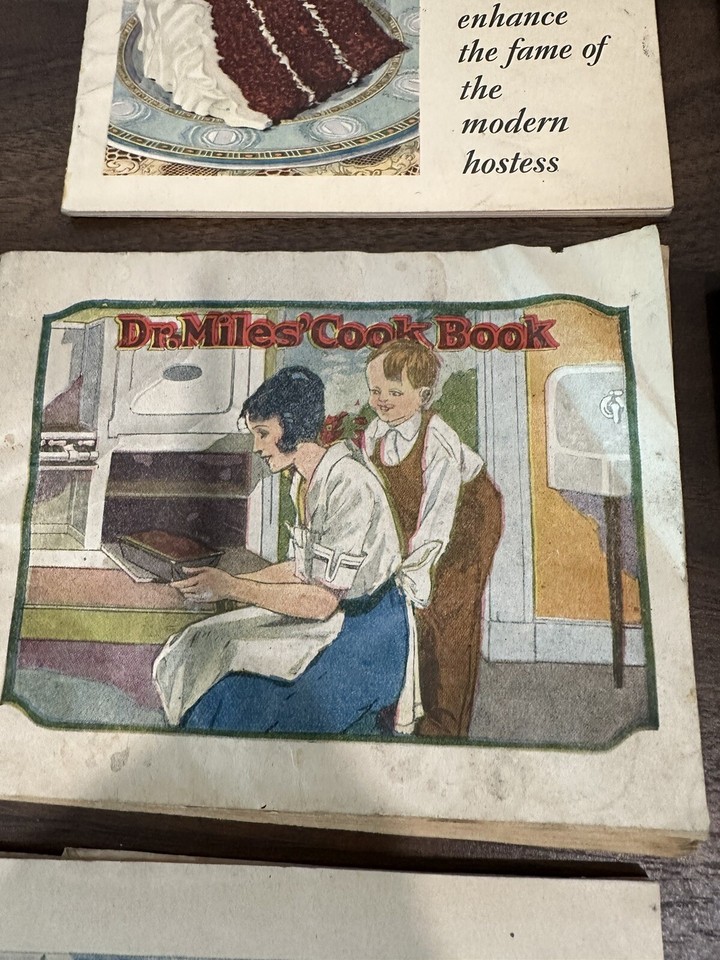 enhance
the fame of
the
modern
hostess
Dr. Miles' Cook Book